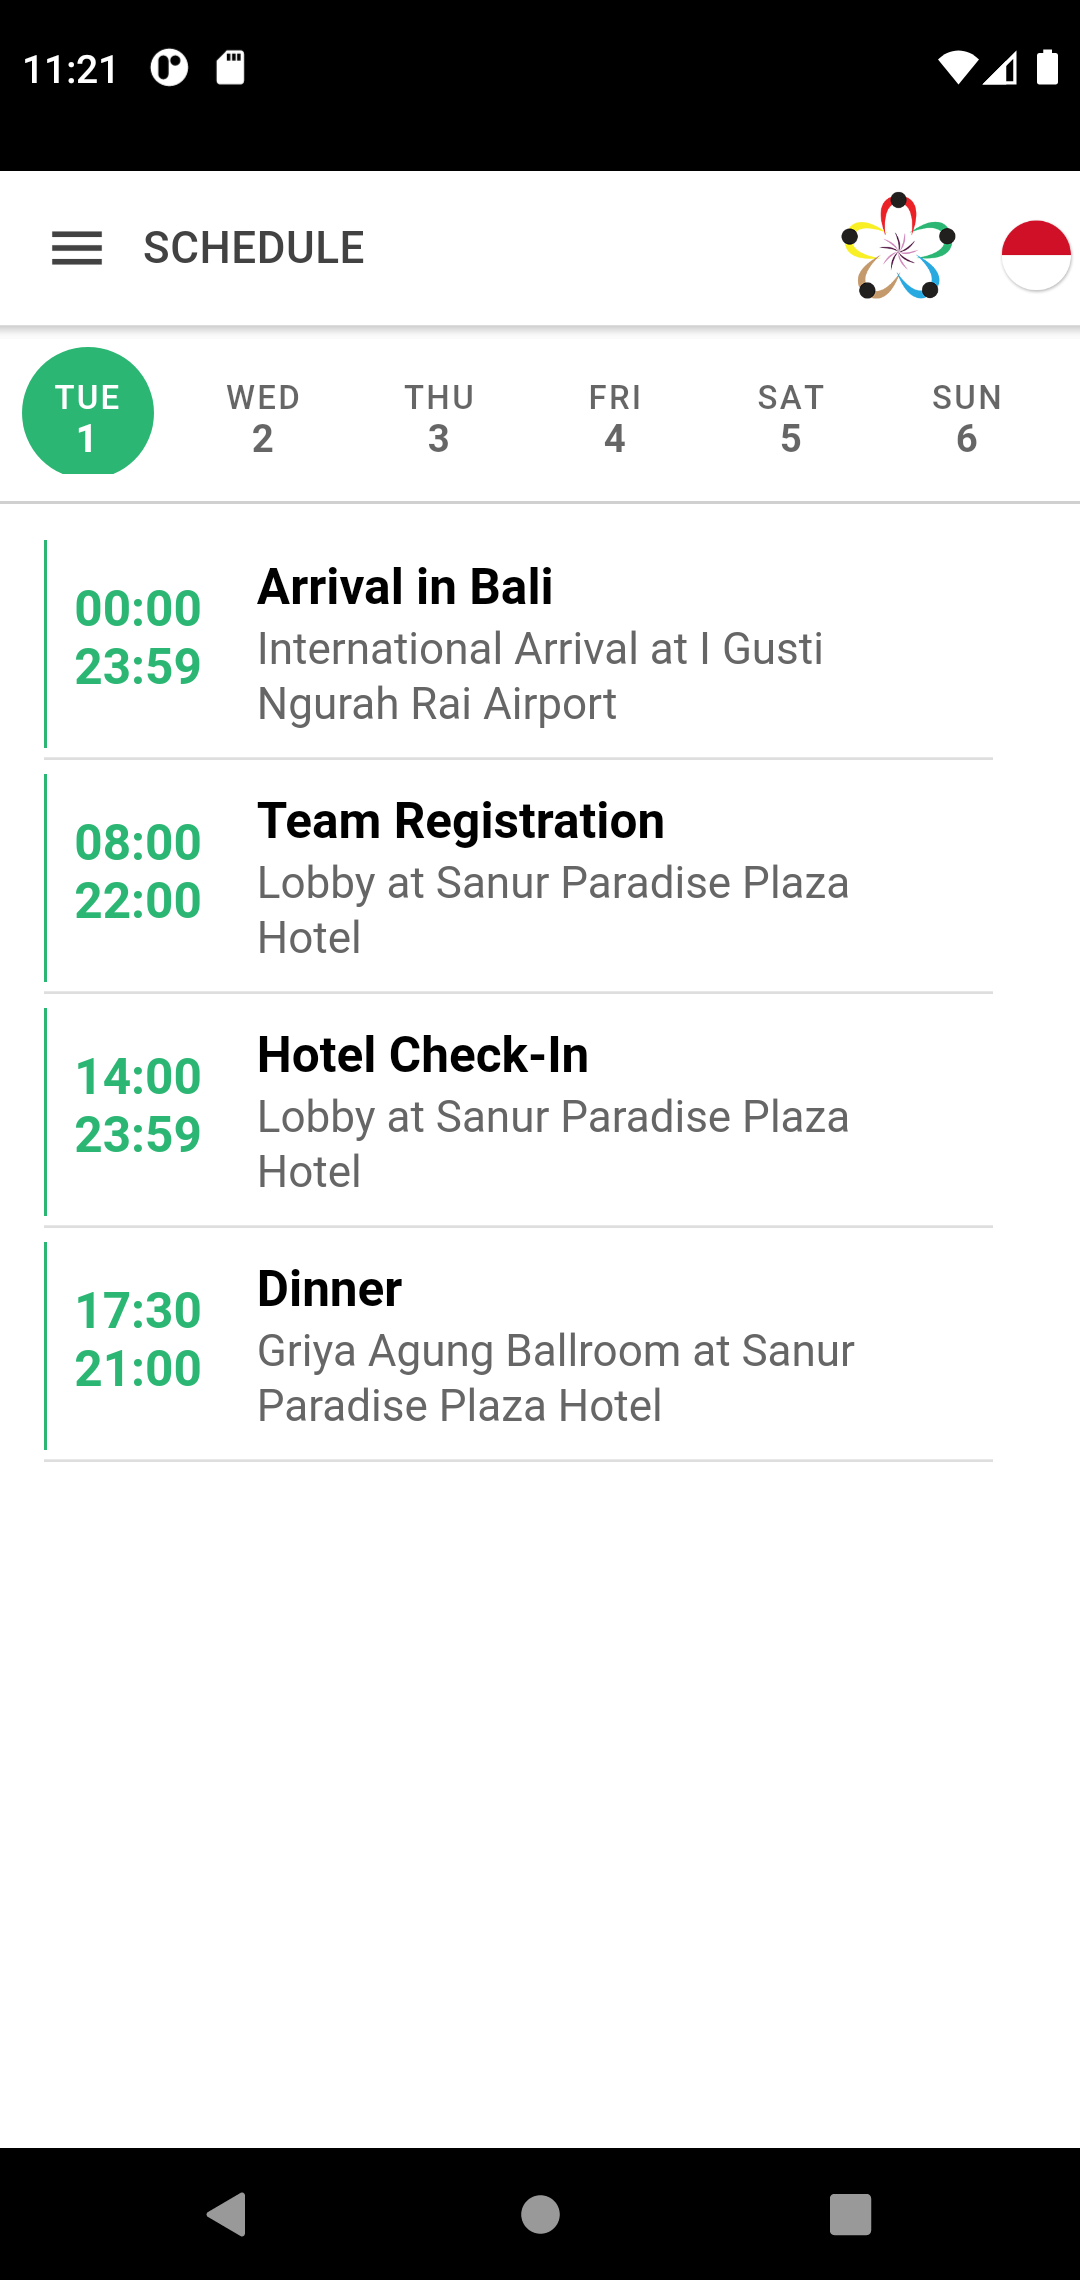 11:21
SCHEDULE
TUE WED THU FRI SAT SUN
1 2 3 4 5 6
00:00
23:59
Arrival in Bali
International Arrival at I Gusti
Ngurah Rai Airport
08:00
22:00
Team Registration
Lobby at Sanur Paradise Plaza
Hotel
14:00
23:59
Hotel Check-In
Lobby at Sanur Paradise Plaza
Hotel
17:30
21:00
Dinner
Griya Agung Ballroom at Sanur
Paradise Plaza Hotel